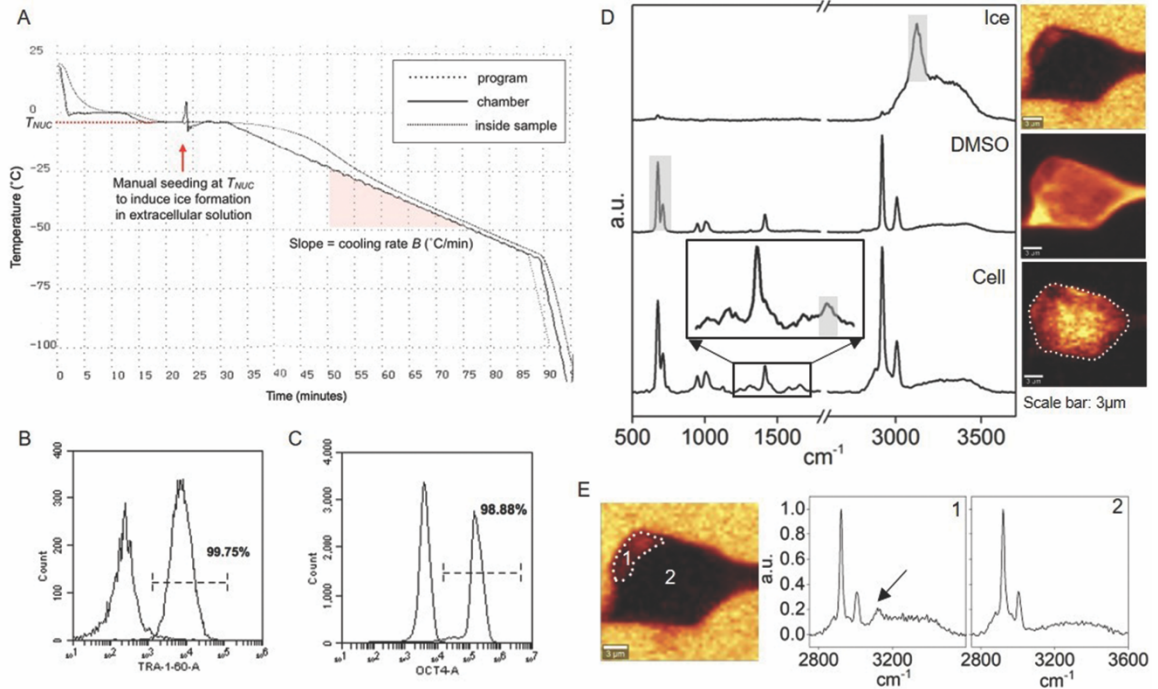 A
25
0
T_NUC
−25
−50
−75
−100
Temperature (°C)
program
chamber
inside sample
Manual seeding at T_NUC
to induce ice formation
in extracellular solution
Slope = cooling rate B (°C/min)
0 5 10 15 20 25 30 35 40 45 50 55 60 65 70 75 80 85 90 95
Time (minutes)
B
400
300
200
100
0
Count
99.75%
TRA-1-60-A
C
4,000
3,000
2,000
1,000
0
Count
98.88%
OCT4-A
D
Ice
DMSO
Cell
a.u.
500 1000 1500 3000 3500
cm-1
3 µm
3 µm
3 µm
Scale bar: 3µm
E
1
2
3 µm
a.u.
1.0
0.8
0.6
0.4
0.2
0.0
1
2
2800 3200 2800 3200 3600
cm-1 cm-1